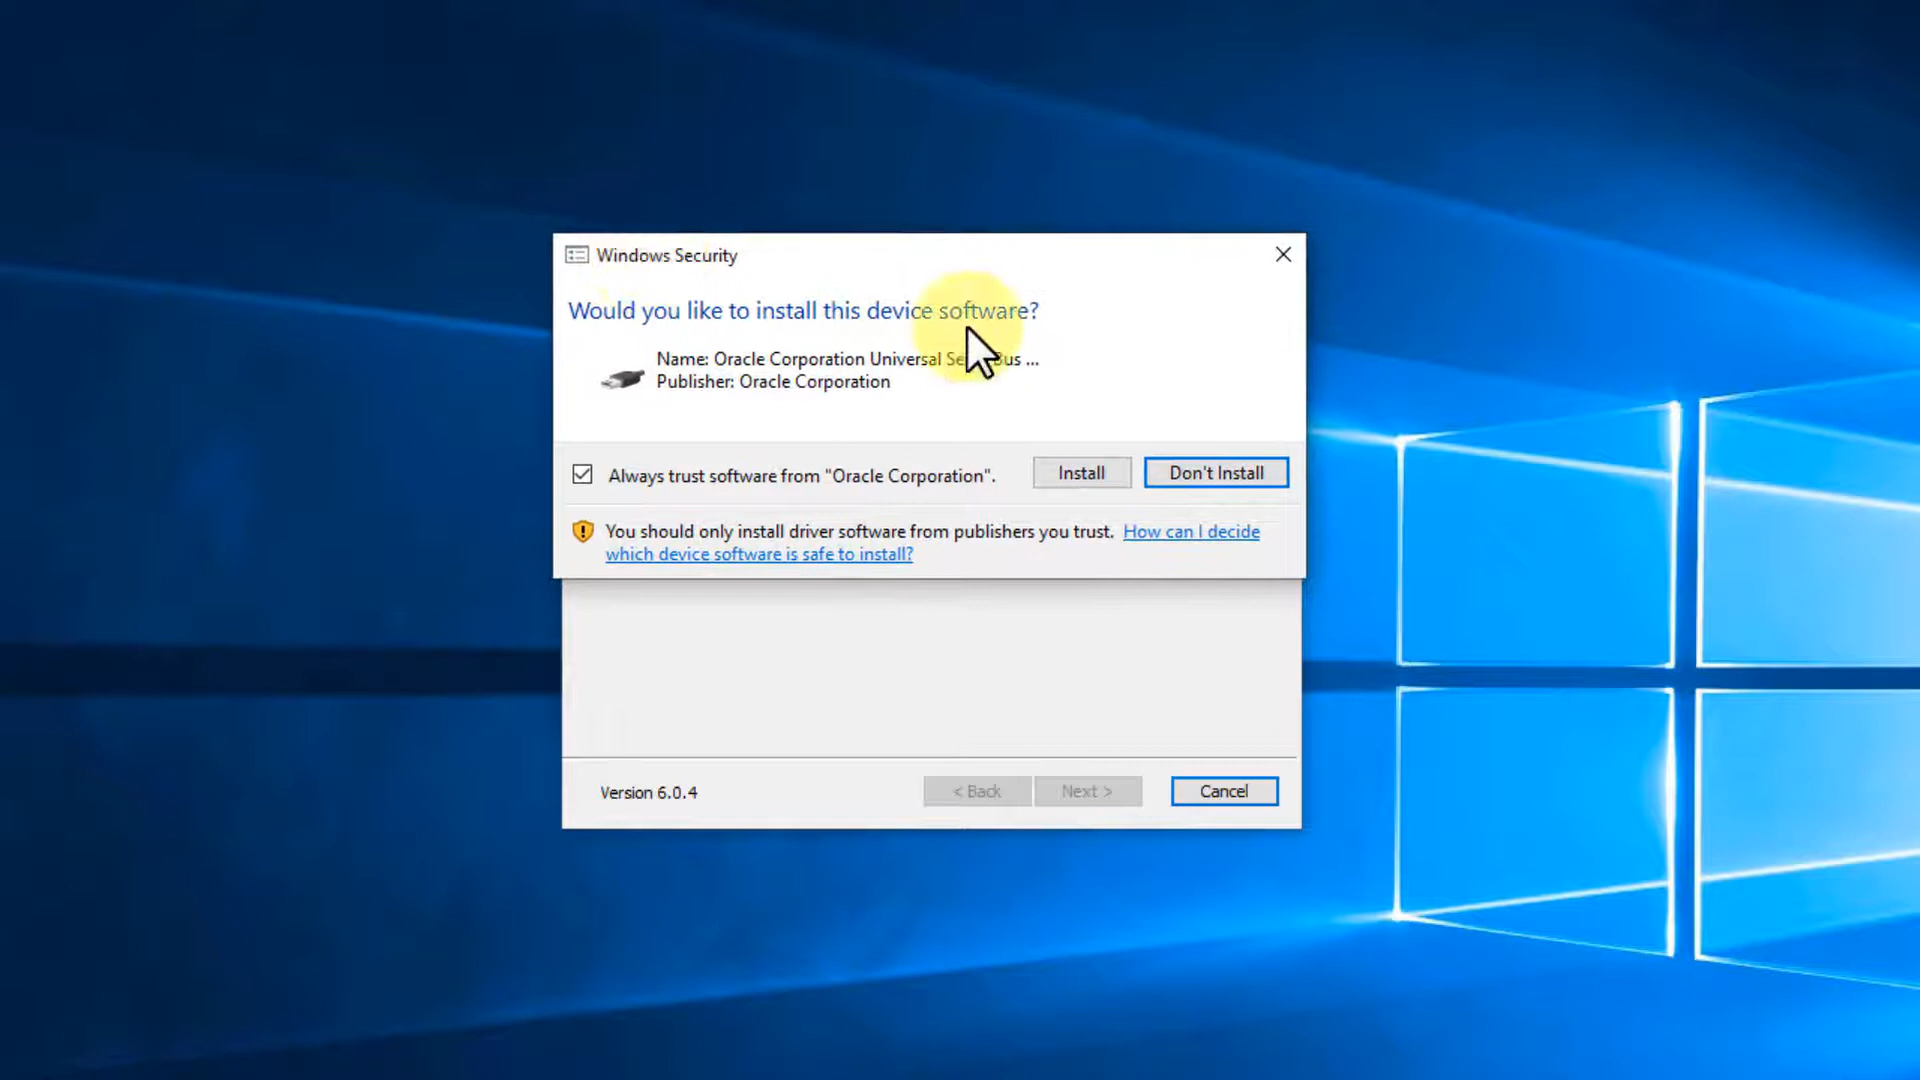 Windows Security
Would you like to install this device software?
Name: Oracle Corporation Universal Bus ...
Publisher: Oracle Corporation
Always trust software from "Oracle Corporation".
Install
Don't Install
You should only install driver software from publishers you trust. How can I decide
which device software is safe to install?
Version 6.0.4
< Back
Next >
Cancel